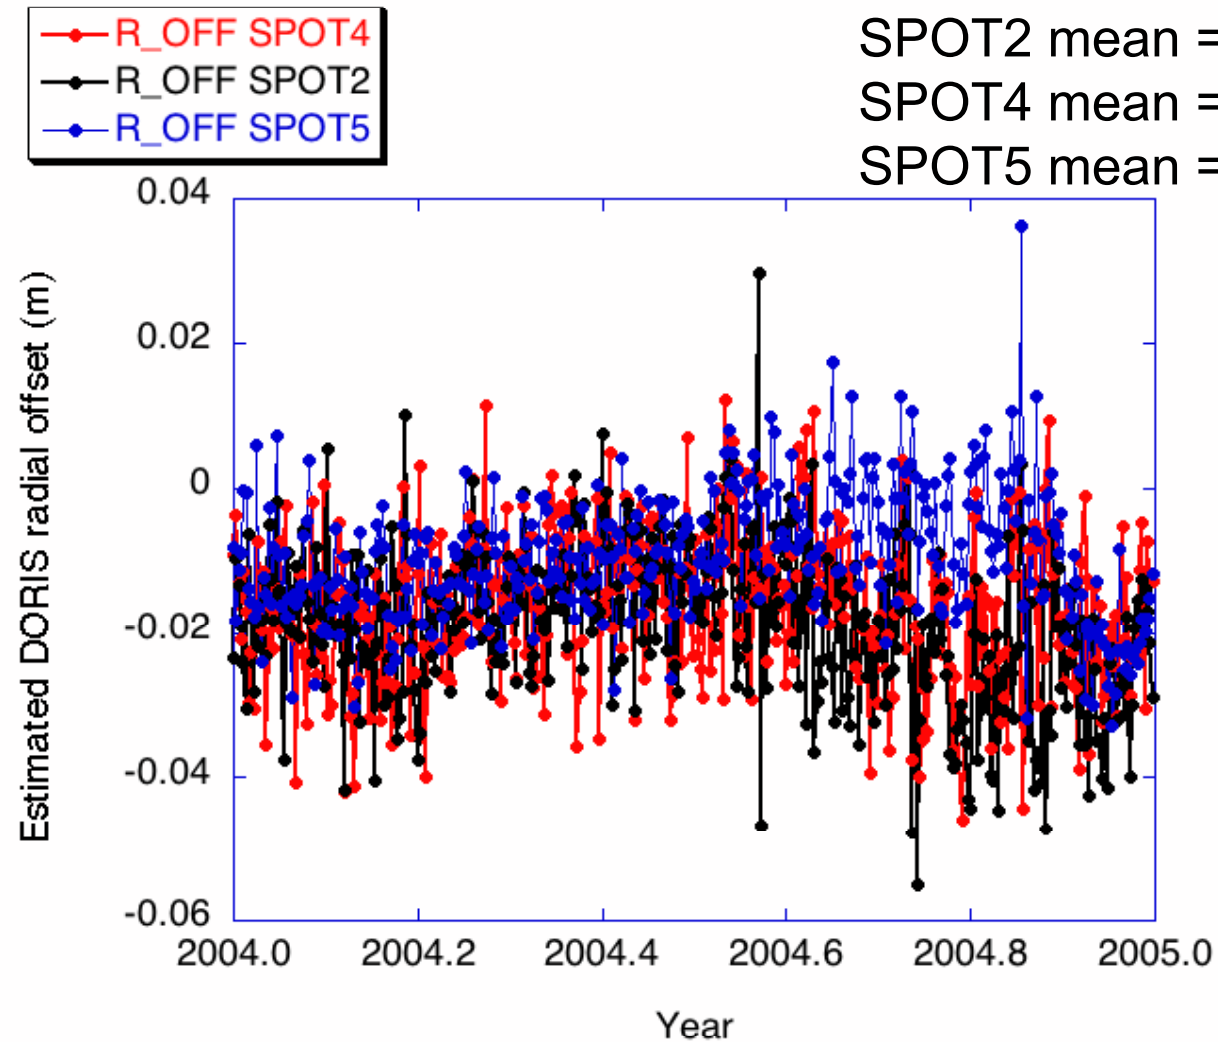 R_OFF SPOT4
R_OFF SPOT2
R_OFF SPOT5
SPOT2 mean =
SPOT4 mean =
SPOT5 mean =
0.04
0.02
0
-0.02
-0.04
-0.06
Estimated DORIS radial offset (m)
2004.0 2004.2 2004.4 2004.6 2004.8 2005.0
Year